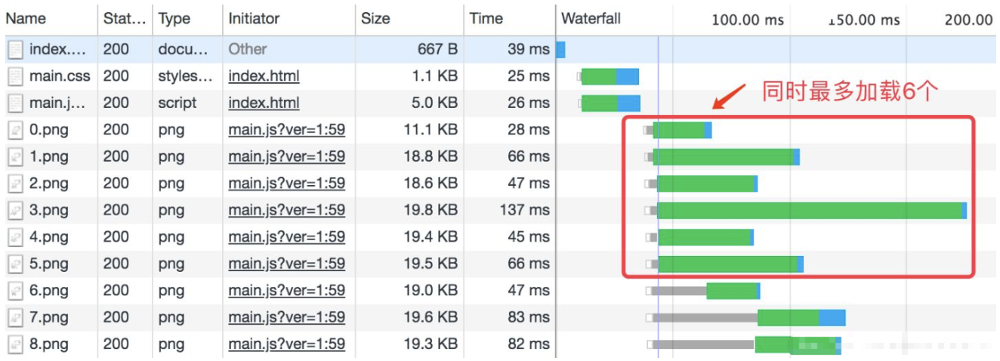 Name Stat... Type Initiator Size Time Waterfall 100.00 ms 150.00 ms 200.00
index.... 200 docu... Other 667 B 39 ms
main.css 200 styles... index.html 1.1 KB 25 ms
main.j... 200 script index.html 5.0 KB 26 ms
同时最多加载6个
0.png 200 png main.js?ver=1:59 11.1 KB 28 ms
1.png 200 png main.js?ver=1:59 18.8 KB 66 ms
2.png 200 png main.js?ver=1:59 18.6 KB 47 ms
3.png 200 png main.js?ver=1:59 19.8 KB 137 ms
4.png 200 png main.js?ver=1:59 19.4 KB 45 ms
5.png 200 png main.js?ver=1:59 19.5 KB 66 ms
6.png 200 png main.js?ver=1:59 19.0 KB 47 ms
7.png 200 png main.js?ver=1:59 19.6 KB 83 ms
8.png 200 png main.js?ver=1:59 19.3 KB 82 ms